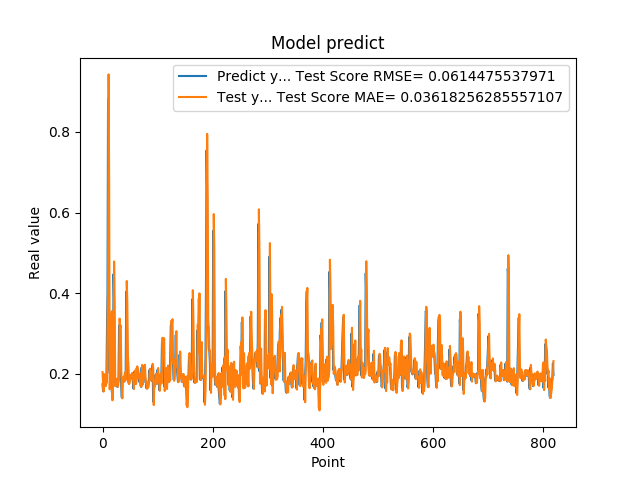 Model predict
Predict y... Test Score RMSE= 0.0614475537971
Test y... Test Score MAE= 0.03618256285557107
0.8
0.6
0.4
0.2
Real value
0 200 400 600 800
Point